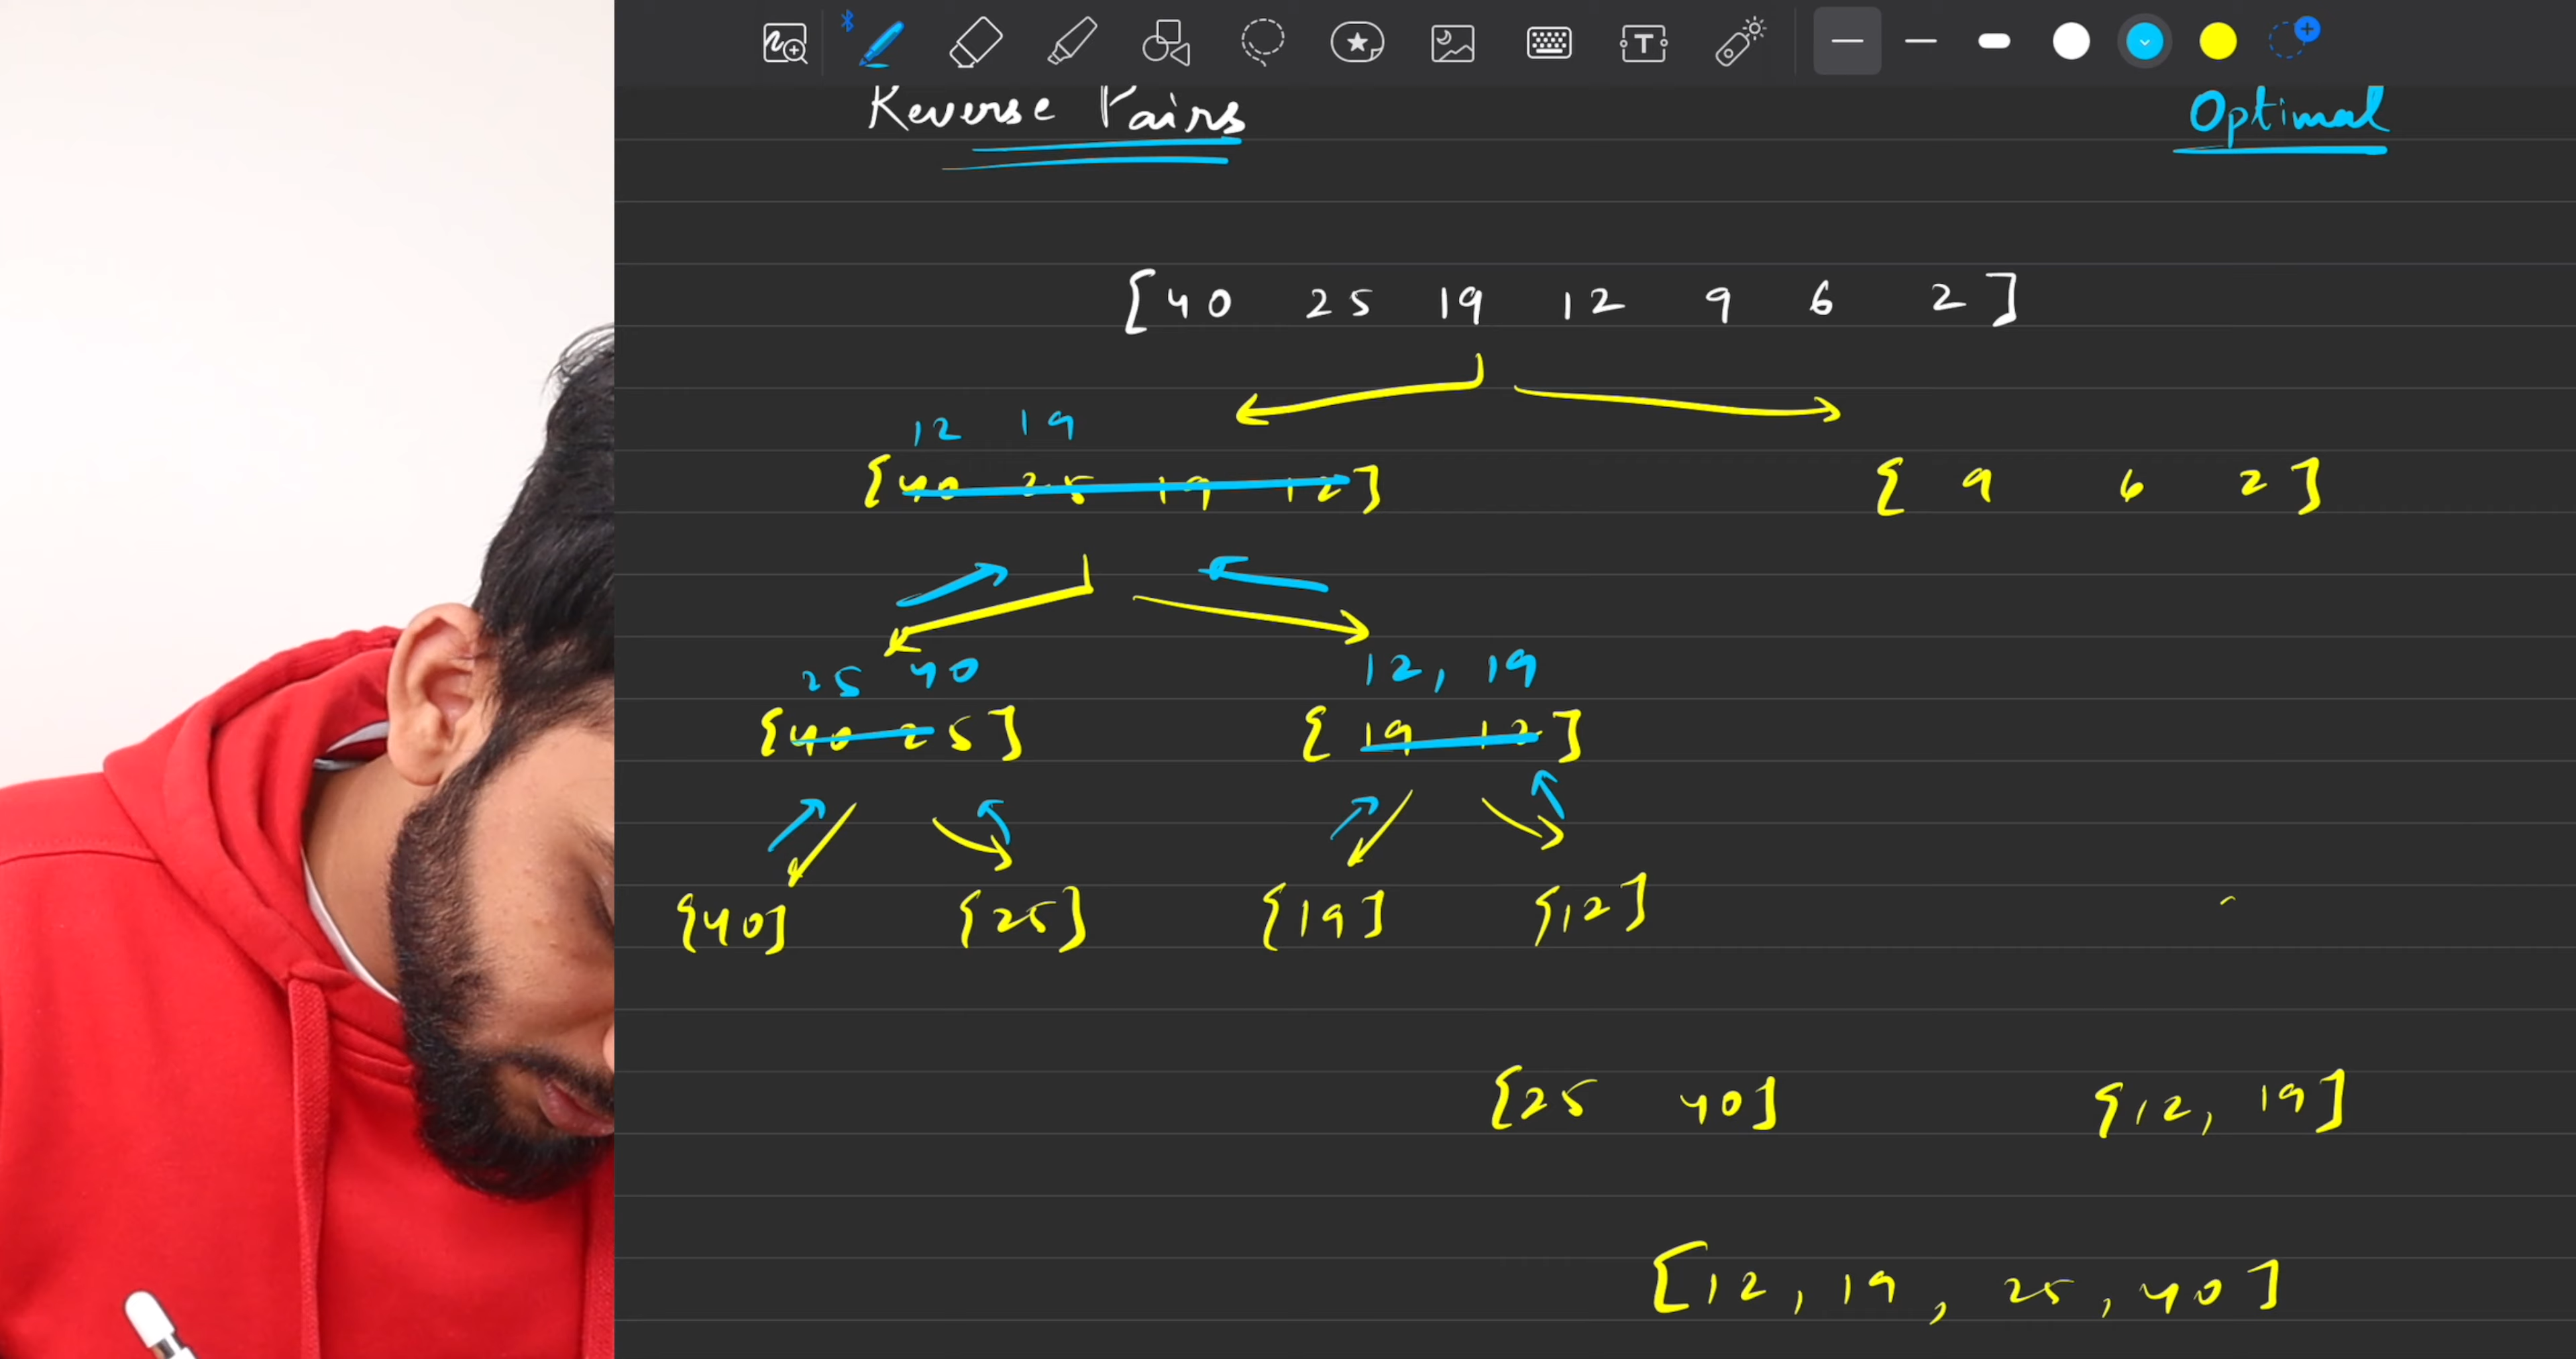 Reverse Pairs
Optimal
[40 25 19 12 9 6 2]
12 19
{40 25 19 12]
{ 9 6 2]
25 40
12, 19
{40 25]
{ 19 12]
{40]
{25]
{19]
{12]
{25 40]
{12, 19]
[12, 19, 25, 40]